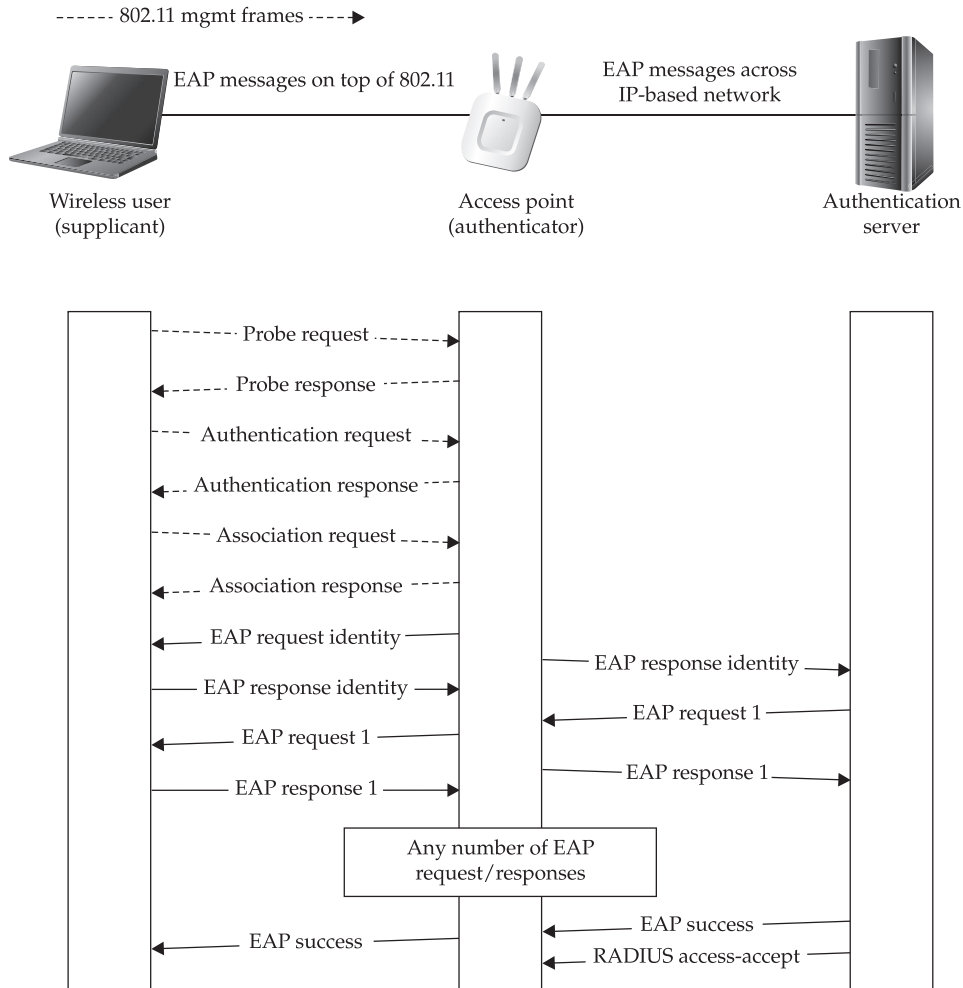 802.11 mgmt frames
EAP messages on top of 802.11
EAP messages across
IP-based network
Wireless user
(supplicant)
Access point
(authenticator)
Authentication
server
Probe request
Probe response
Authentication request
Authentication response
Association request
Association response
EAP request identity
EAP response identity
EAP response identity
EAP request 1
EAP request 1
EAP response 1
EAP response 1
Any number of EAP
request/responses
EAP success
EAP success
RADIUS access-accept